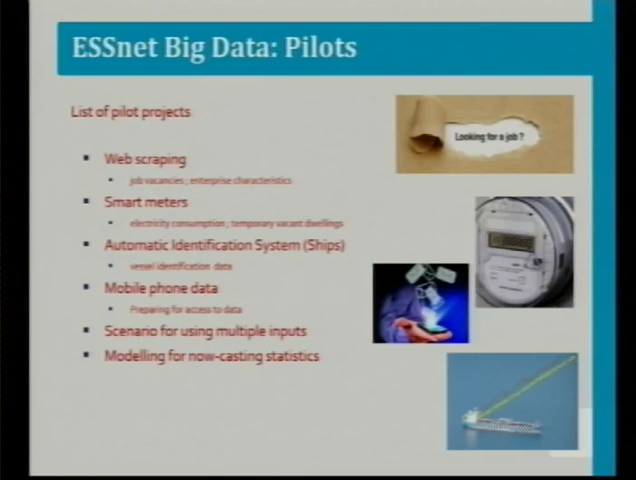 ESSnet Big Data: Pilots
List of pilot projects
Looking for a job?
Web scraping
job vacancies, enterprise characteristics
Smart meters
electricity consumption, temporary vacant dwellings
Automatic Identification System (Ships)
vessel identification data
Mobile phone data
Preparing for access to data
Scenario for using multiple inputs
Modelling for now-casting statistics